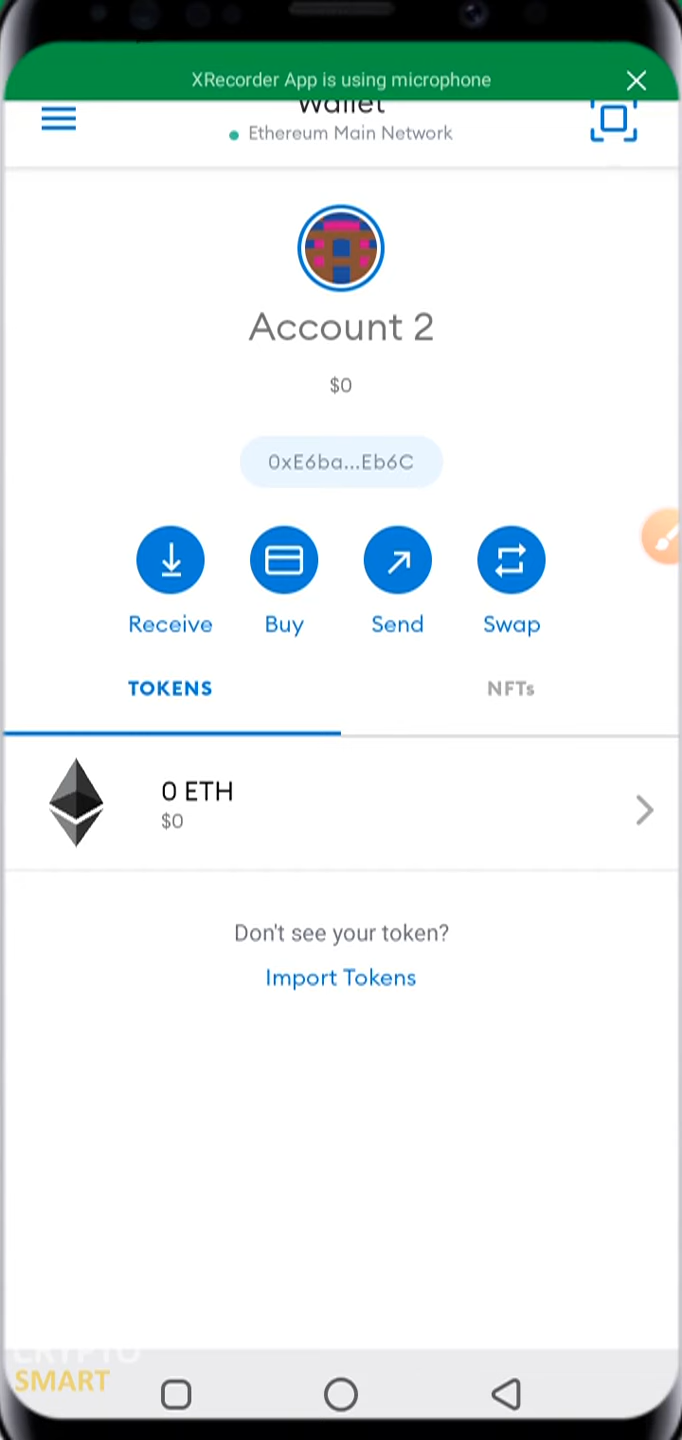 XRecorder App is using microphone
Wallet
Ethereum Main Network
Account 2
$0
0xE6ba...Eb6C
Receive Buy Send Swap
TOKENS NFTs
0 ETH
$0
Don't see your token?
Import Tokens
CRYPTO
SMART